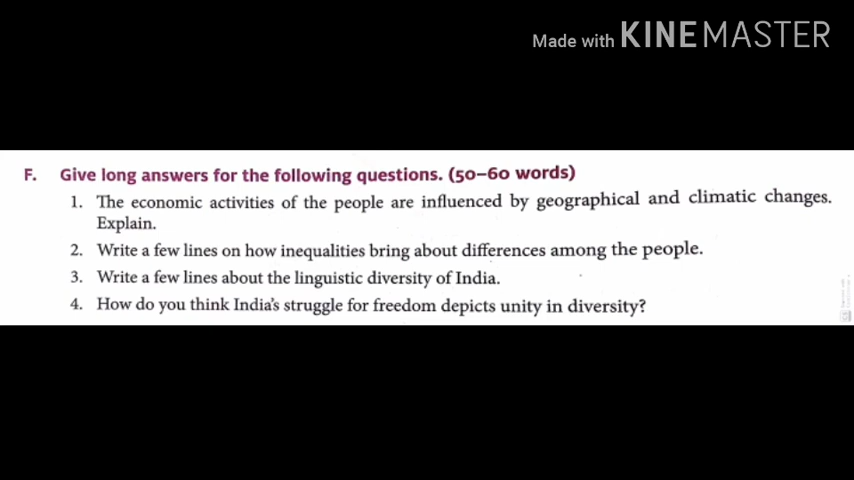 Made with KINEMASTER
F. Give long answers for the following questions. (50–60 words)
1. The economic activities of the people are influenced by geographical and climatic changes.
Explain.
2. Write a few lines on how inequalities bring about differences among the people.
3. Write a few lines about the linguistic diversity of India.
4. How do you think India's struggle for freedom depicts unity in diversity?